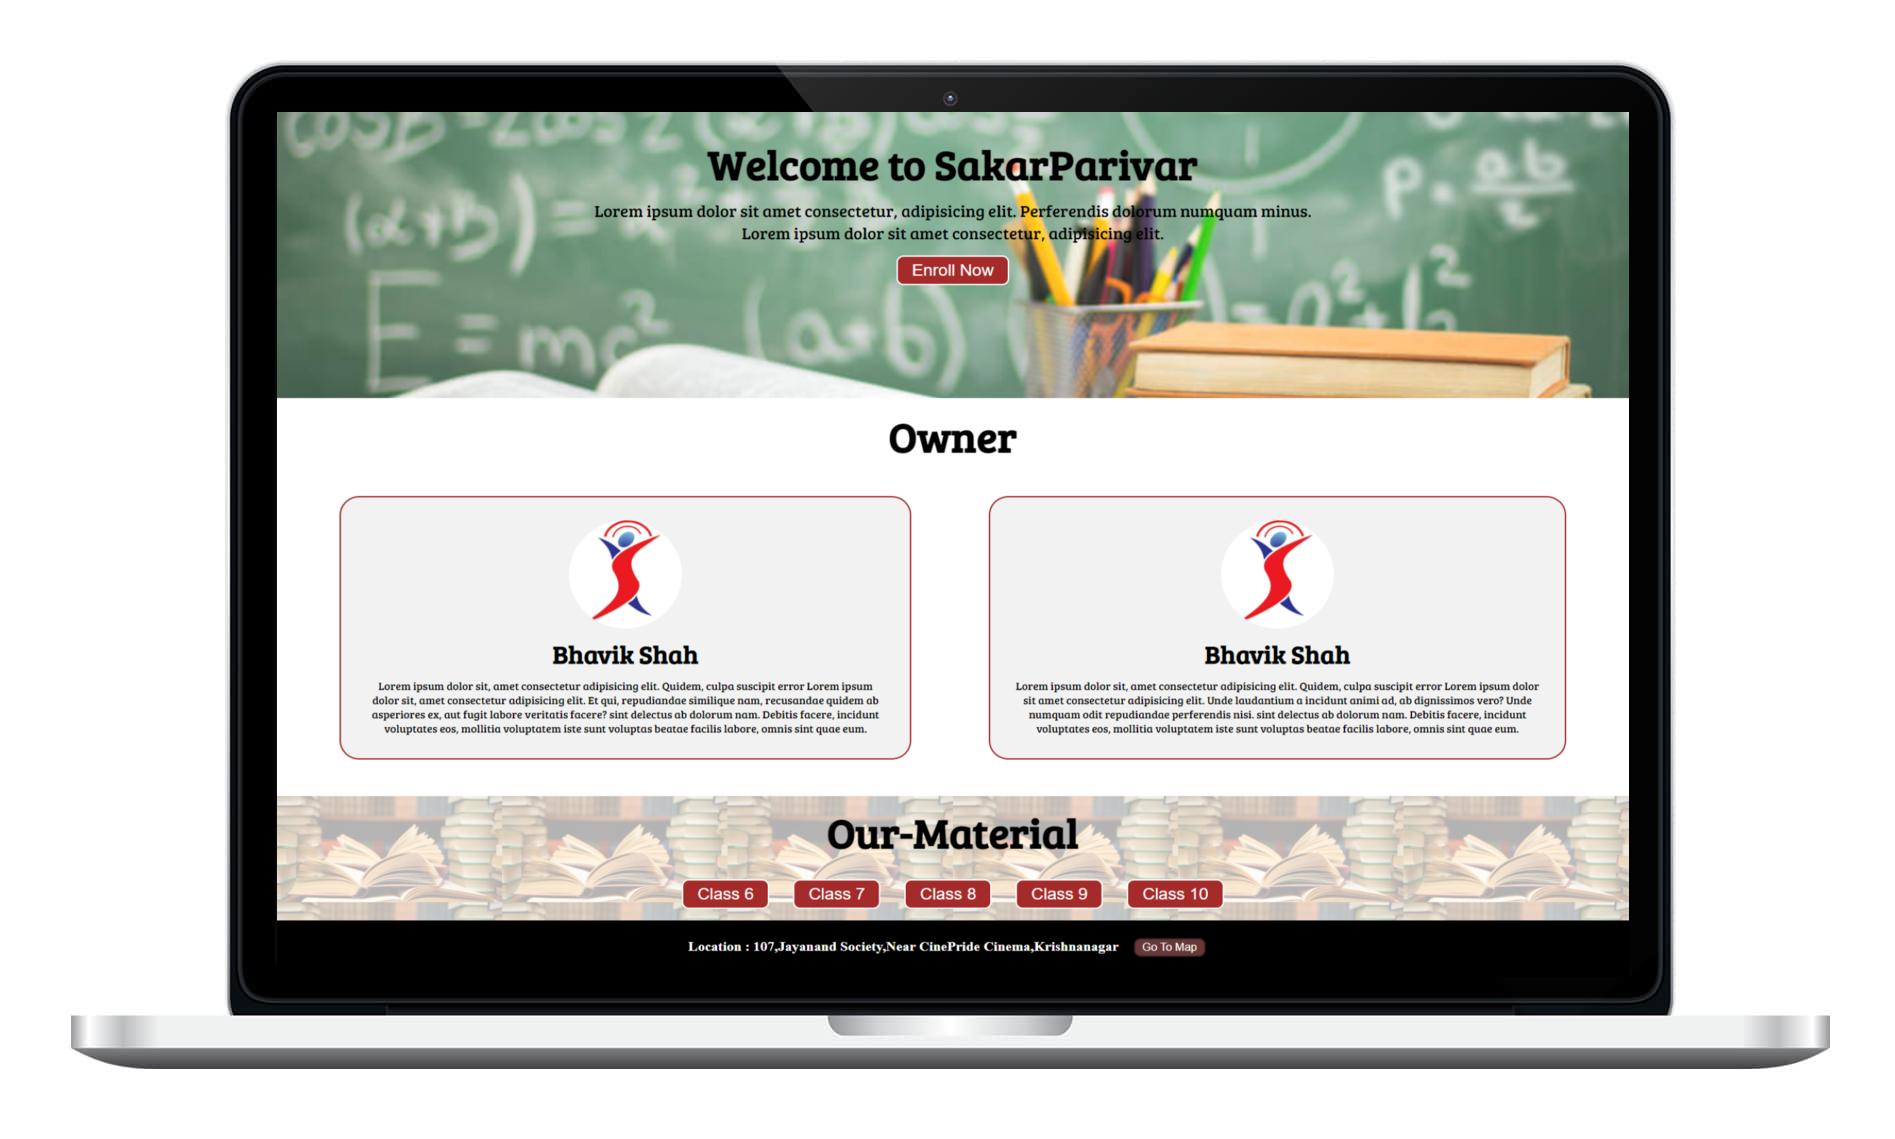 cosβ = 2cos 2
Welcome to SakarParivar
Lorem ipsum dolor sit amet consectetur, adipisicing elit. Perferendis dolorum numquam minus.
Lorem ipsum dolor sit amet consectetur, adipisicing elit.
Enroll Now
(α+β) =
p. ab/2
E = mc²
(a+b)
= a²+b²
Owner
Bhavik Shah
Lorem ipsum dolor sit, amet consectetur adipisicing elit. Quidem, culpa suscipit error Lorem ipsum
dolor sit, amet consectetur adipisicing elit. Et qui, repudiandae similique nam, recusandae quidem ab
asperiores ex, aut fugit labore veritatis facere? sint delectus ab dolorum nam. Debitis facere, incidunt
voluptates eos, mollitia voluptatem iste sunt voluptas beatae facilis labore, omnis sint quae eum.
Bhavik Shah
Lorem ipsum dolor sit, amet consectetur adipisicing elit. Quidem, culpa suscipit error Lorem ipsum dolor
sit amet consectetur adipisicing elit. Unde laudantium a incidunt animi ad, ab dignissimos vero? Unde
numquam odit repudiandae perferendis nisi. sint delectus ab dolorum nam. Debitis facere, incidunt
voluptates eos, mollitia voluptatem iste sunt voluptas beatae facilis labore, omnis sint quae eum.
Our-Material
Class 6 Class 7 Class 8 Class 9 Class 10
Location : 107,Jayanand Society,Near CinePride Cinema,Krishnanagar Go To Map